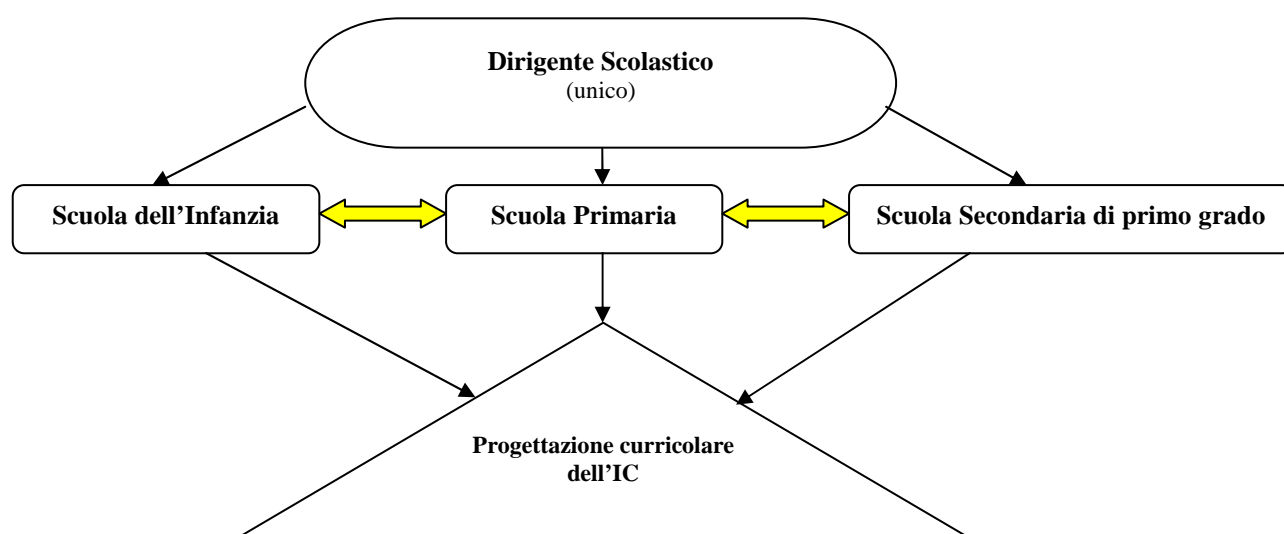 Dirigente Scolastico
(unico)
Scuola dell’Infanzia
Scuola Primaria
Scuola Secondaria di primo grado
Progettazione curricolare
dell’IC